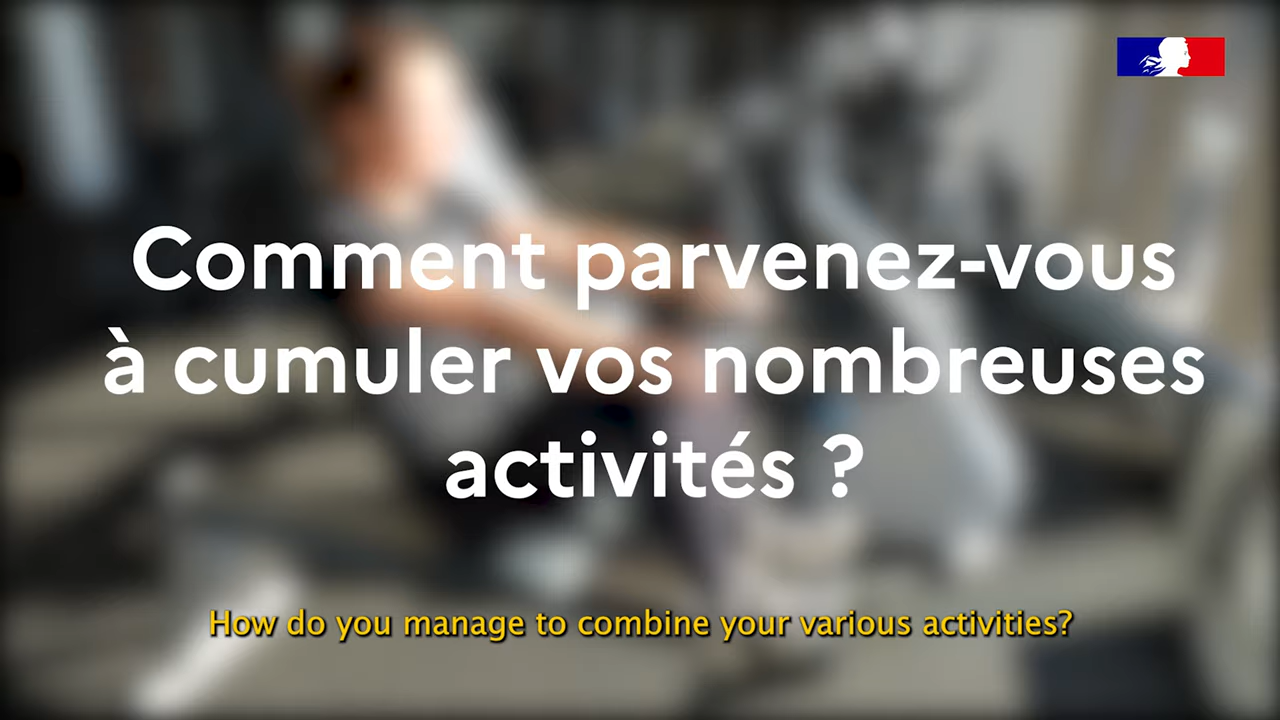 Comment parvenez-vous
à cumuler vos nombreuses
activités ?
How do you manage to combine your various activities?